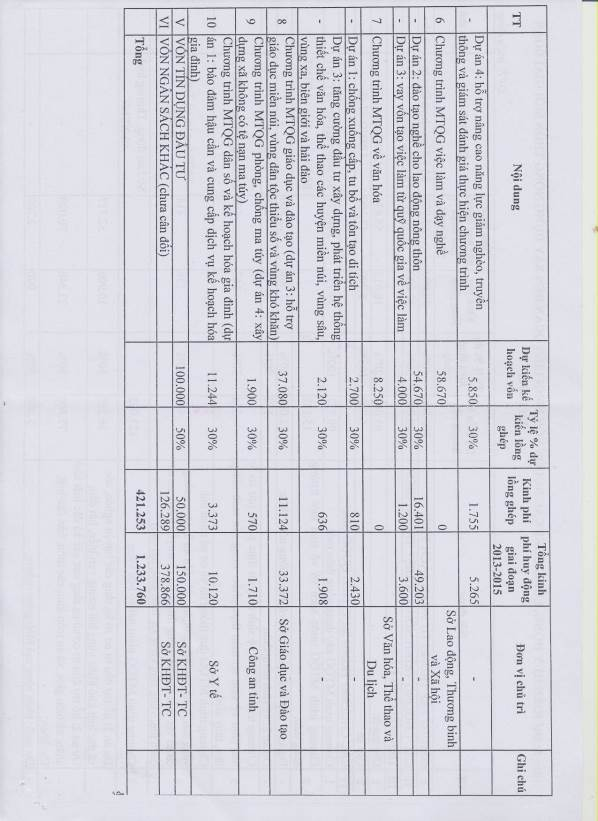 TT | Nội dung | Dự kiến kế hoạch vốn | Tỷ lệ % dự kiến lồng ghép | Kinh phí lồng ghép | Tổng kinh phí huy động giai đoạn 2013-2015 | Đơn vị chủ trì | Ghi chú
- | Dự án 4: hỗ trợ nâng cao năng lực giảm nghèo, truyền thông và giám sát đánh giá thực hiện chương trình | 5.850 | 30% | 1.755 | 5.265 | -
6 | Chương trình MTQG việc làm và dạy nghề | 58.670 | | 0 | | Sở Lao động, Thương binh và Xã hội
- | Dự án 2: đào tạo nghề cho lao động nông thôn | 54.670 | 30% | 16.401 | 49.203 | -
- | Dự án 3: vay vốn tạo việc làm từ quỹ quốc gia về việc làm | 4.000 | 30% | 1.200 | 3.600 | -
7 | Chương trình MTQG về văn hóa | 8.250 | | 0 | | Sở Văn hóa, Thể thao và Du lịch
- | Dự án 1: chống xuống cấp, tu bổ và tôn tạo di tích | 2.700 | 30% | 810 | 2.430 | -
- | Dự án 3: tăng cường đầu tư xây dựng, phát triển hệ thống thiết chế văn hóa, thể thao các huyện miền núi, vùng sâu, vùng xa, biên giới và hải đảo | 2.120 | 30% | 636 | 1.908 | -
8 | Chương trình MTQG giáo dục và đào tạo (dự án 3: hỗ trợ giáo dục miền núi, vùng dân tộc thiểu số và vùng khó khăn) | 37.080 | 30% | 11.124 | 33.372 | Sở Giáo dục và Đào tạo
9 | Chương trình MTQG phòng, chống ma túy (dự án 4: xây dựng xã không có tệ nạn ma túy) | 1.900 | 30% | 570 | 1.710 | Công an tỉnh
10 | Chương trình MTQG dân số và kế hoạch hóa gia đình (dự án 1: bảo đảm hậu cần và cung cấp dịch vụ kế hoạch hóa gia đình) | 11.244 | 30% | 3.373 | 10.120 | Sở Y tế
V | VỐN TÍN DỤNG ĐẦU TƯ | 100.000 | 50% | 50.000 | 150.000 | Sở KHĐT- TC
VI | VỐN NGÂN SÁCH KHÁC (chưa cân đối) | | | 126.289 | 378.866 | Sở KHĐT- TC
Tổng | | | 421.253 | 1.233.760